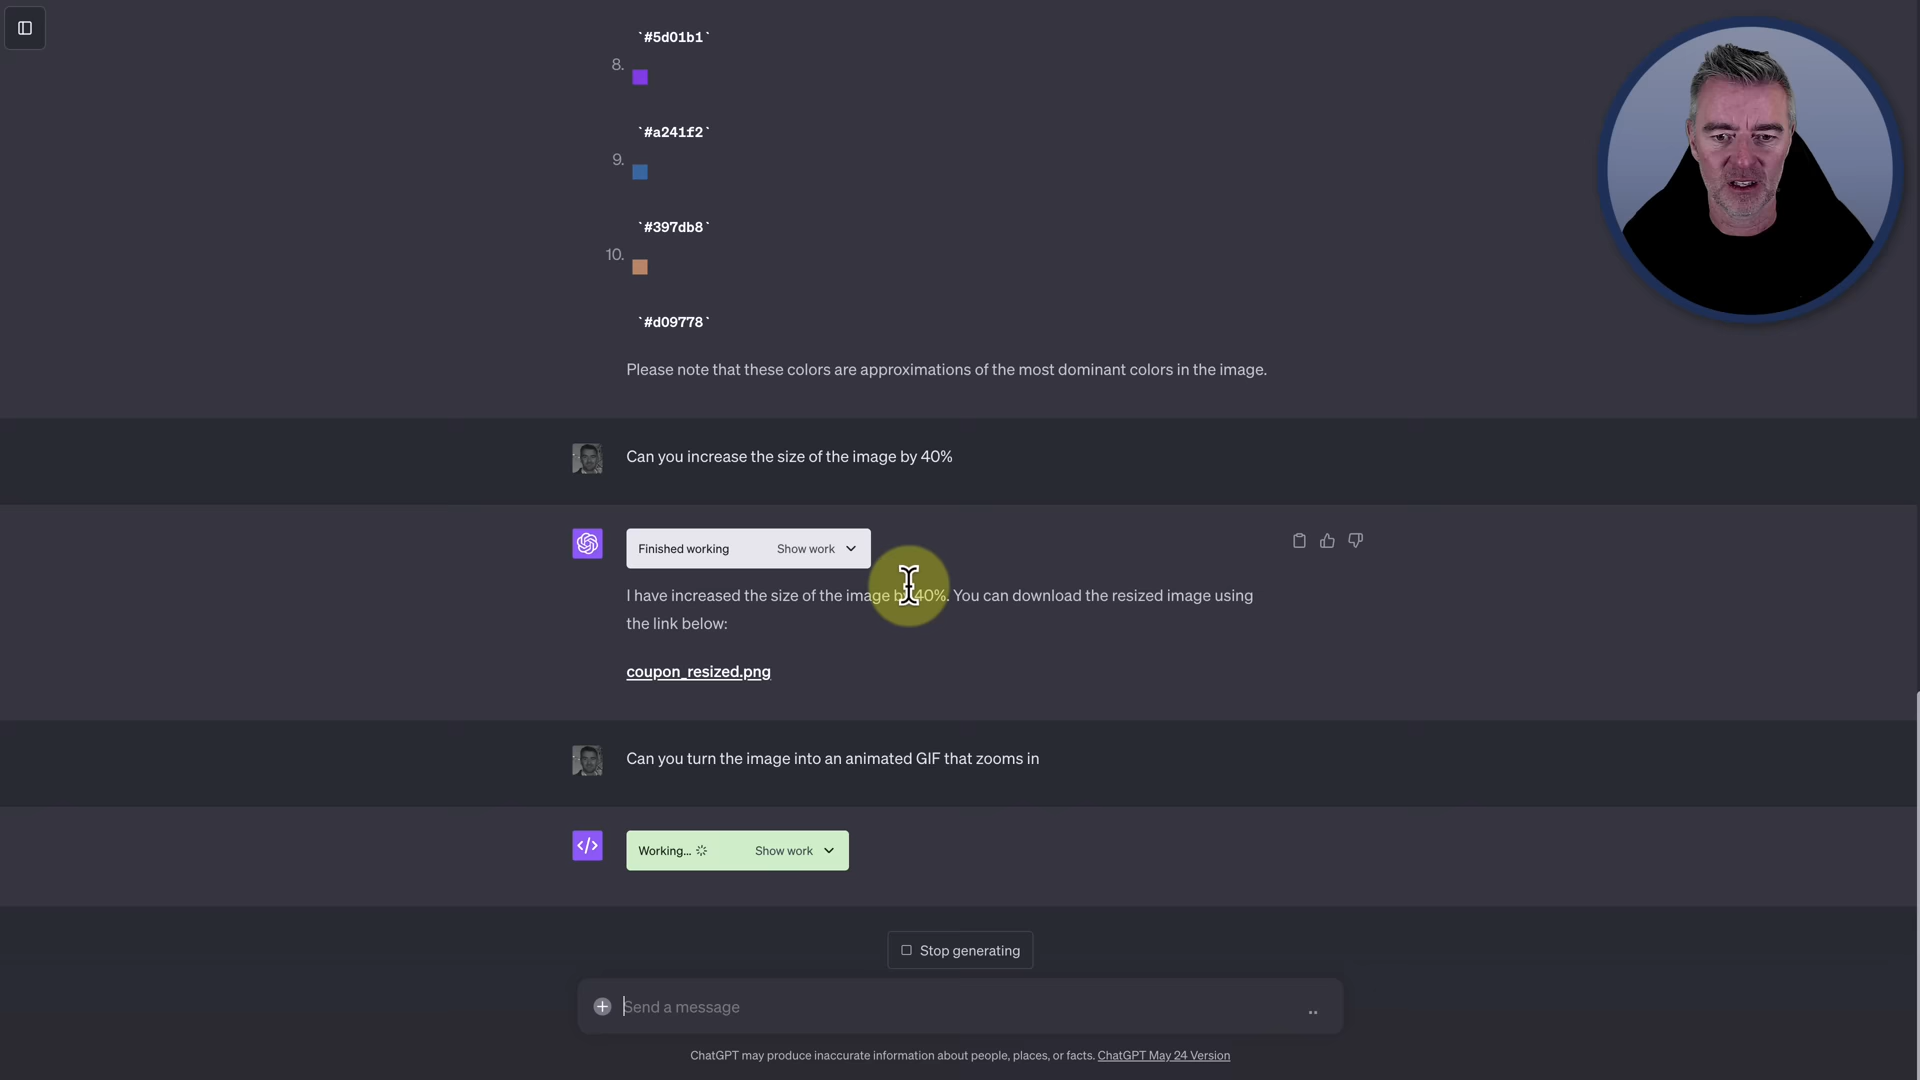 `#5d01b1`
8.
`#a241f2`
9.
`#397db8`
10.
`#d09778`
Please note that these colors are approximations of the most dominant colors in the image.
Can you increase the size of the image by 40%
Finished working Show work
I have increased the size of the image by 40%. You can download the resized image using
the link below:
coupon_resized.png
Can you turn the image into an animated GIF that zooms in
</> Working... Show work
Stop generating
Send a message
ChatGPT may produce inaccurate information about people, places, or facts. ChatGPT May 24 Version